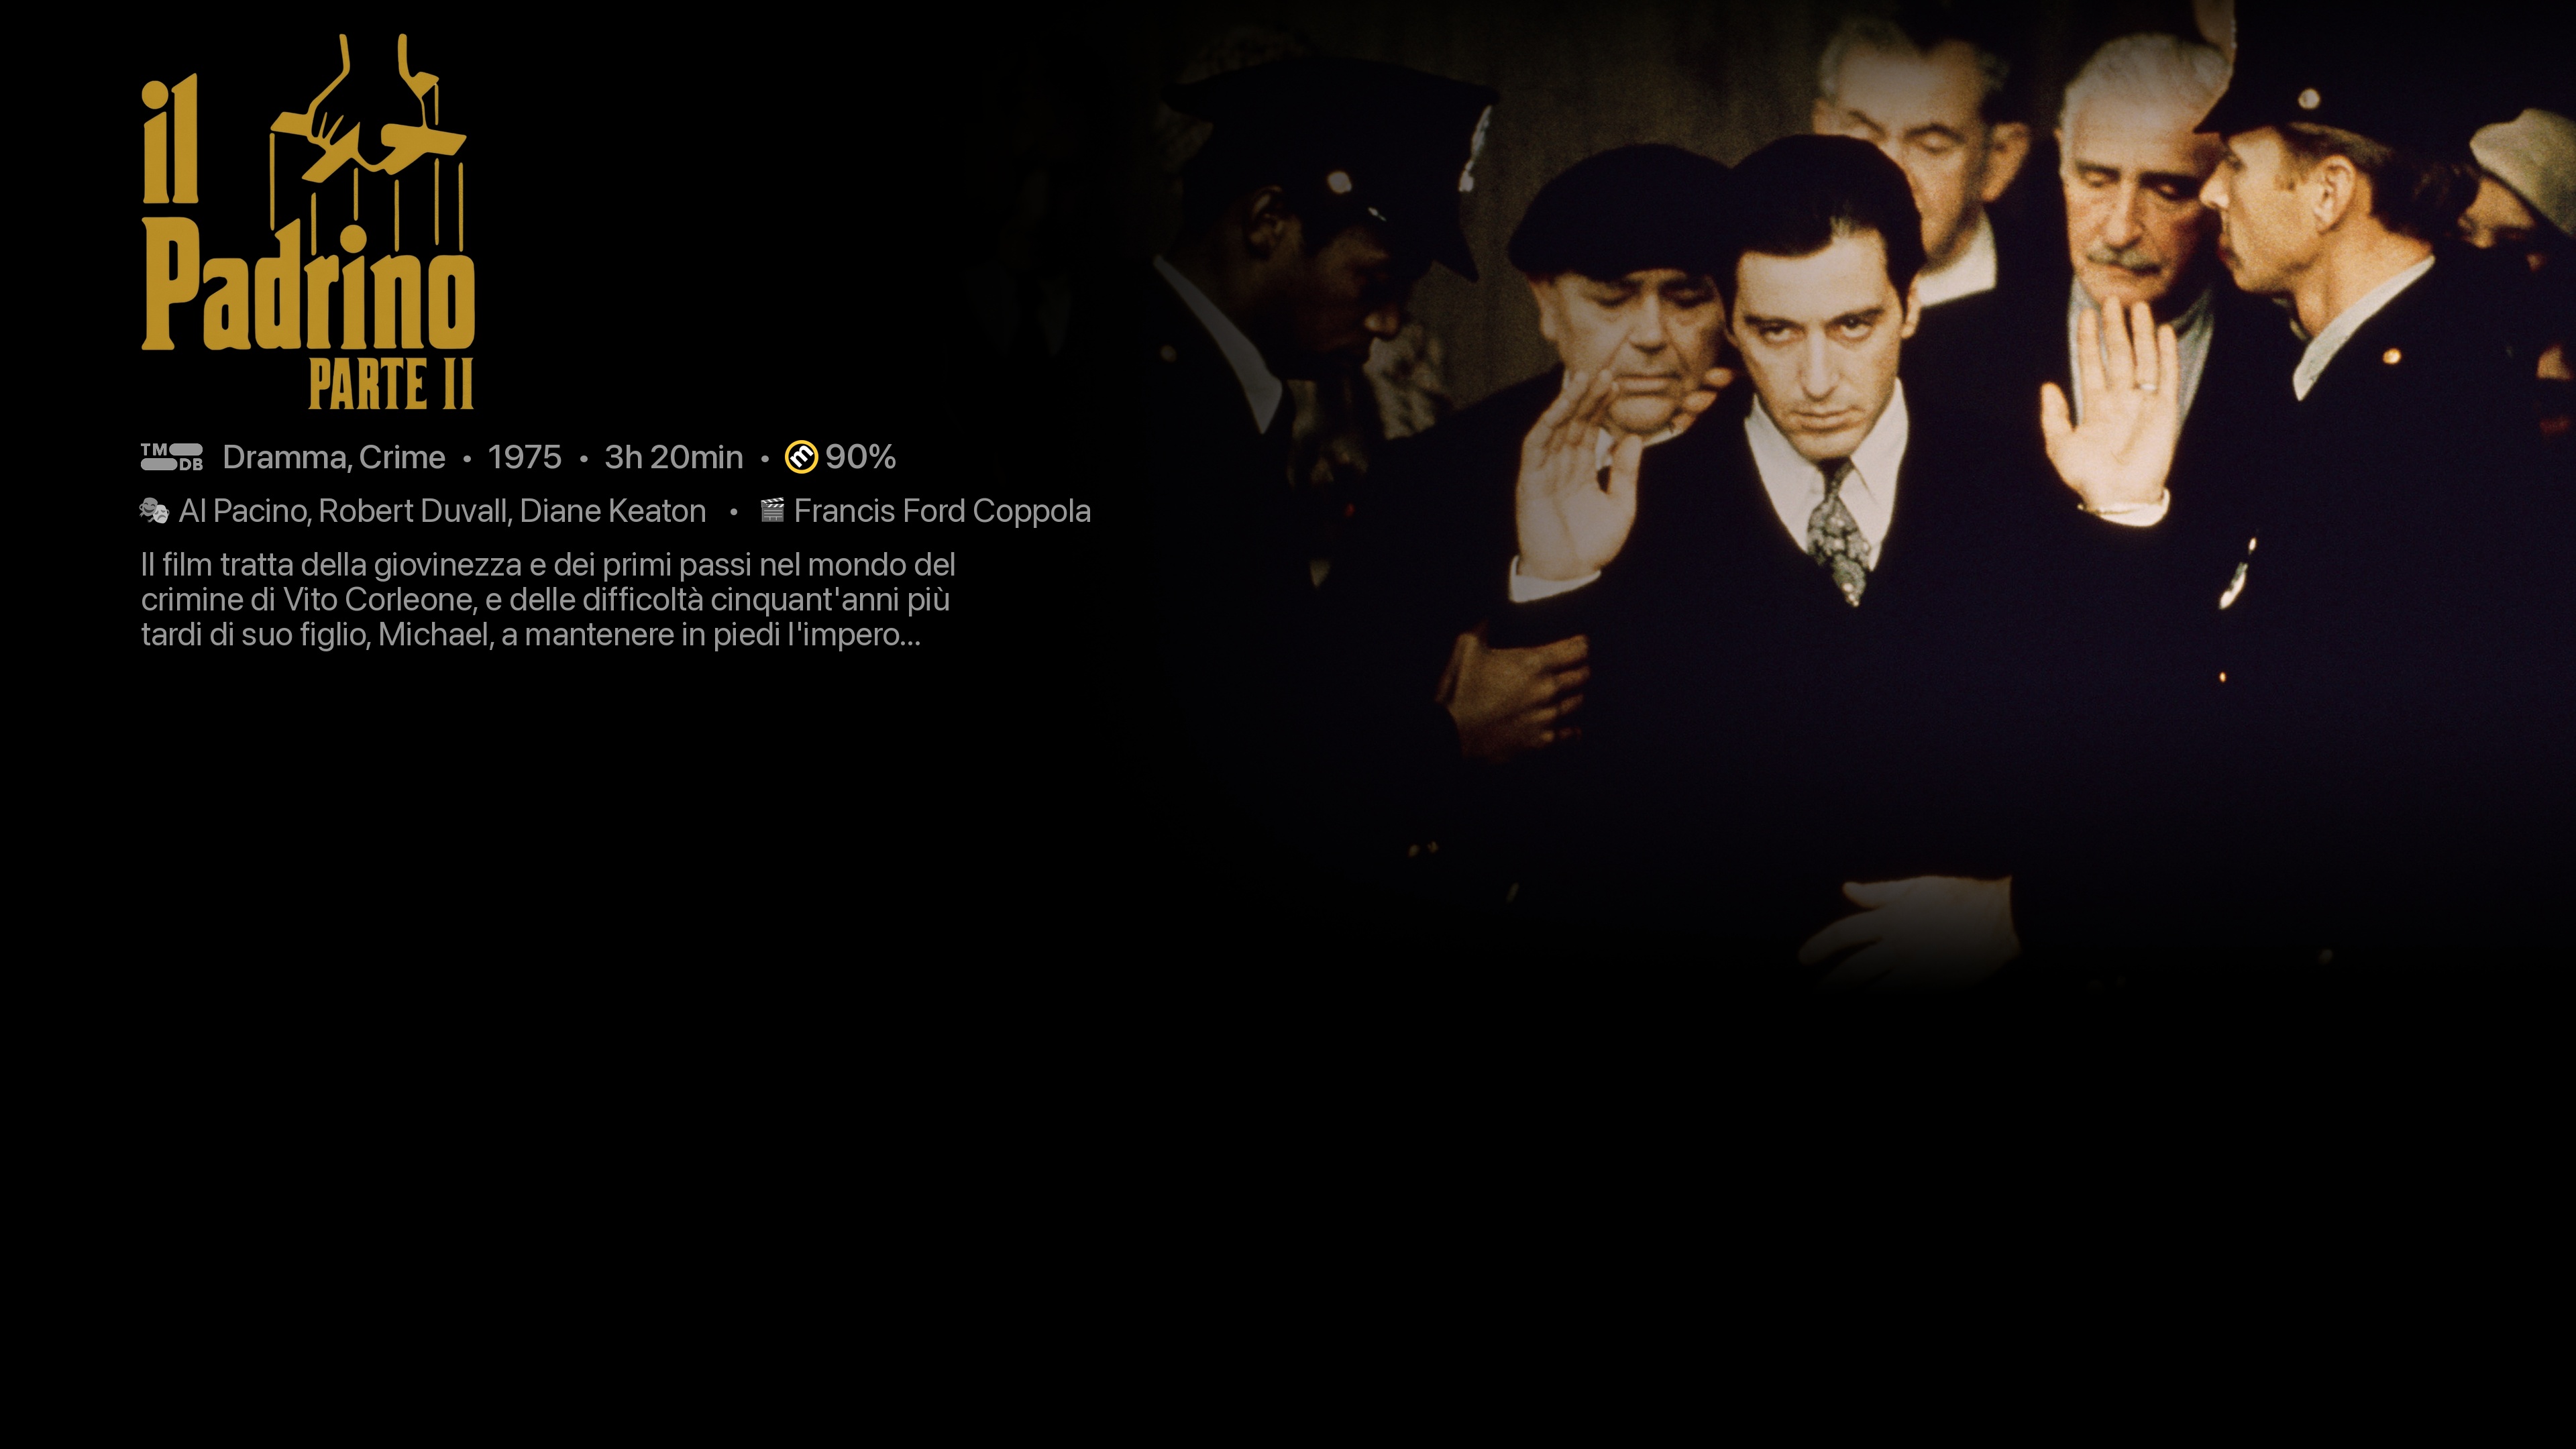 il
Padrino
PARTE II
TMDB Dramma, Crime • 1975 • 3h 20min • m 90%
Al Pacino, Robert Duvall, Diane Keaton • Francis Ford Coppola
Il film tratta della giovinezza e dei primi passi nel mondo del
crimine di Vito Corleone, e delle difficoltà cinquant'anni più
tardi di suo figlio, Michael, a mantenere in piedi l'impero...